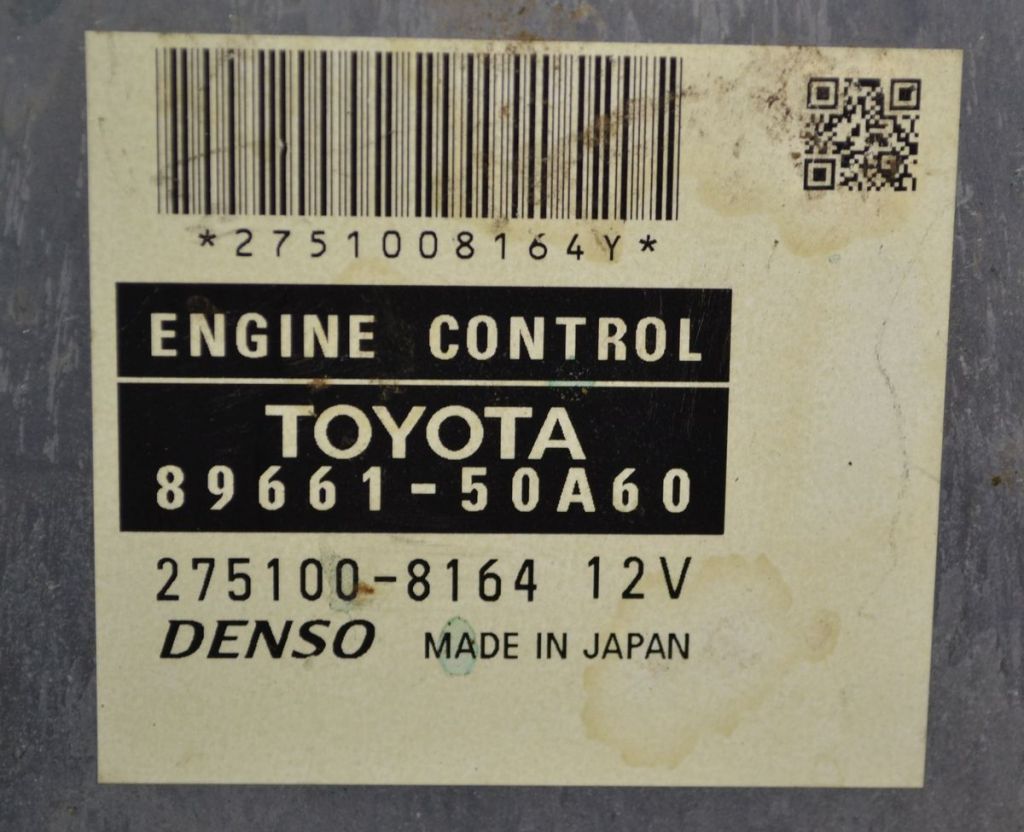 *2751008164Y*
ENGINE CONTROL
TOYOTA
89661-50A60
275100-8164 12V
DENSO MADE IN JAPAN